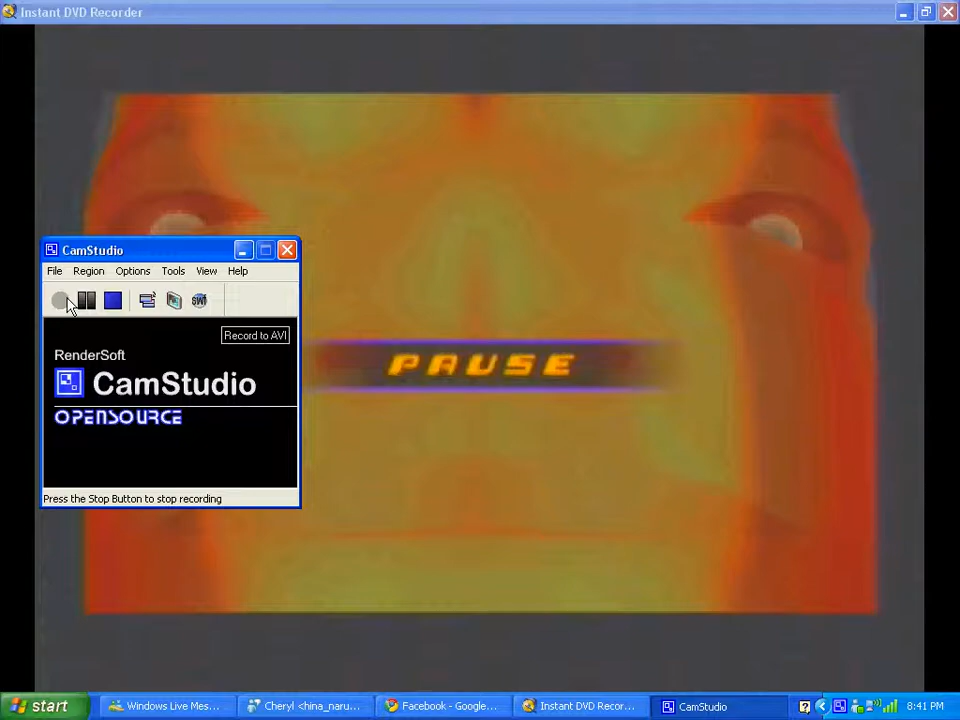 Instant DVD Recorder
CamStudio
File Region Options Tools View Help
SWF
Record to AVI
RenderSoft
CamStudio
OPENSOURCE
Press the Stop Button to stop recording
PAUSE
start
Windows Live Mes...
Cheryl <china_naru...
Facebook - Google...
Instant DVD Recor...
CamStudio
8:41 PM